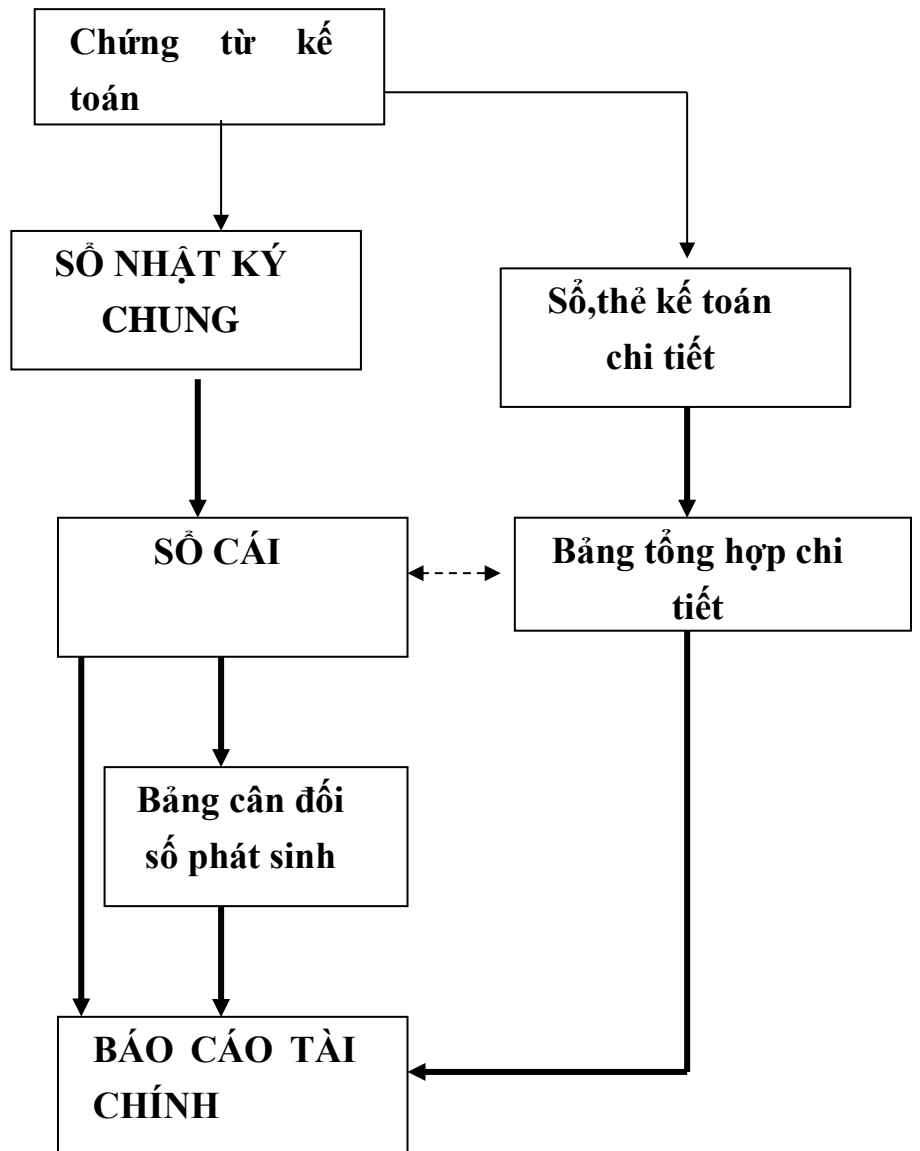 Chứng từ kế
toán
SỔ NHẬT KÝ
CHUNG
Sổ,thẻ kế toán
chi tiết
SỔ CÁI
Bảng tổng hợp chi
tiết
Bảng cân đối
số phát sinh
BÁO CÁO TÀI
CHÍNH